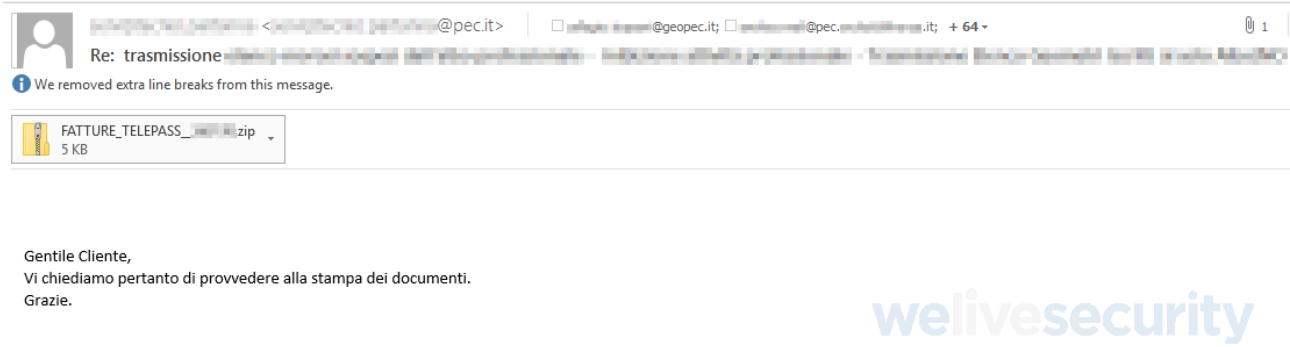 @pec.it> @geopec.it; @pec. .it; + 64 1
Re: trasmissione
We removed extra line breaks from this message.
FATTURE_TELEPASS_ .zip
5 KB
Gentile Cliente,
Vi chiediamo pertanto di provvedere alla stampa dei documenti.
Grazie.
welivesecurity